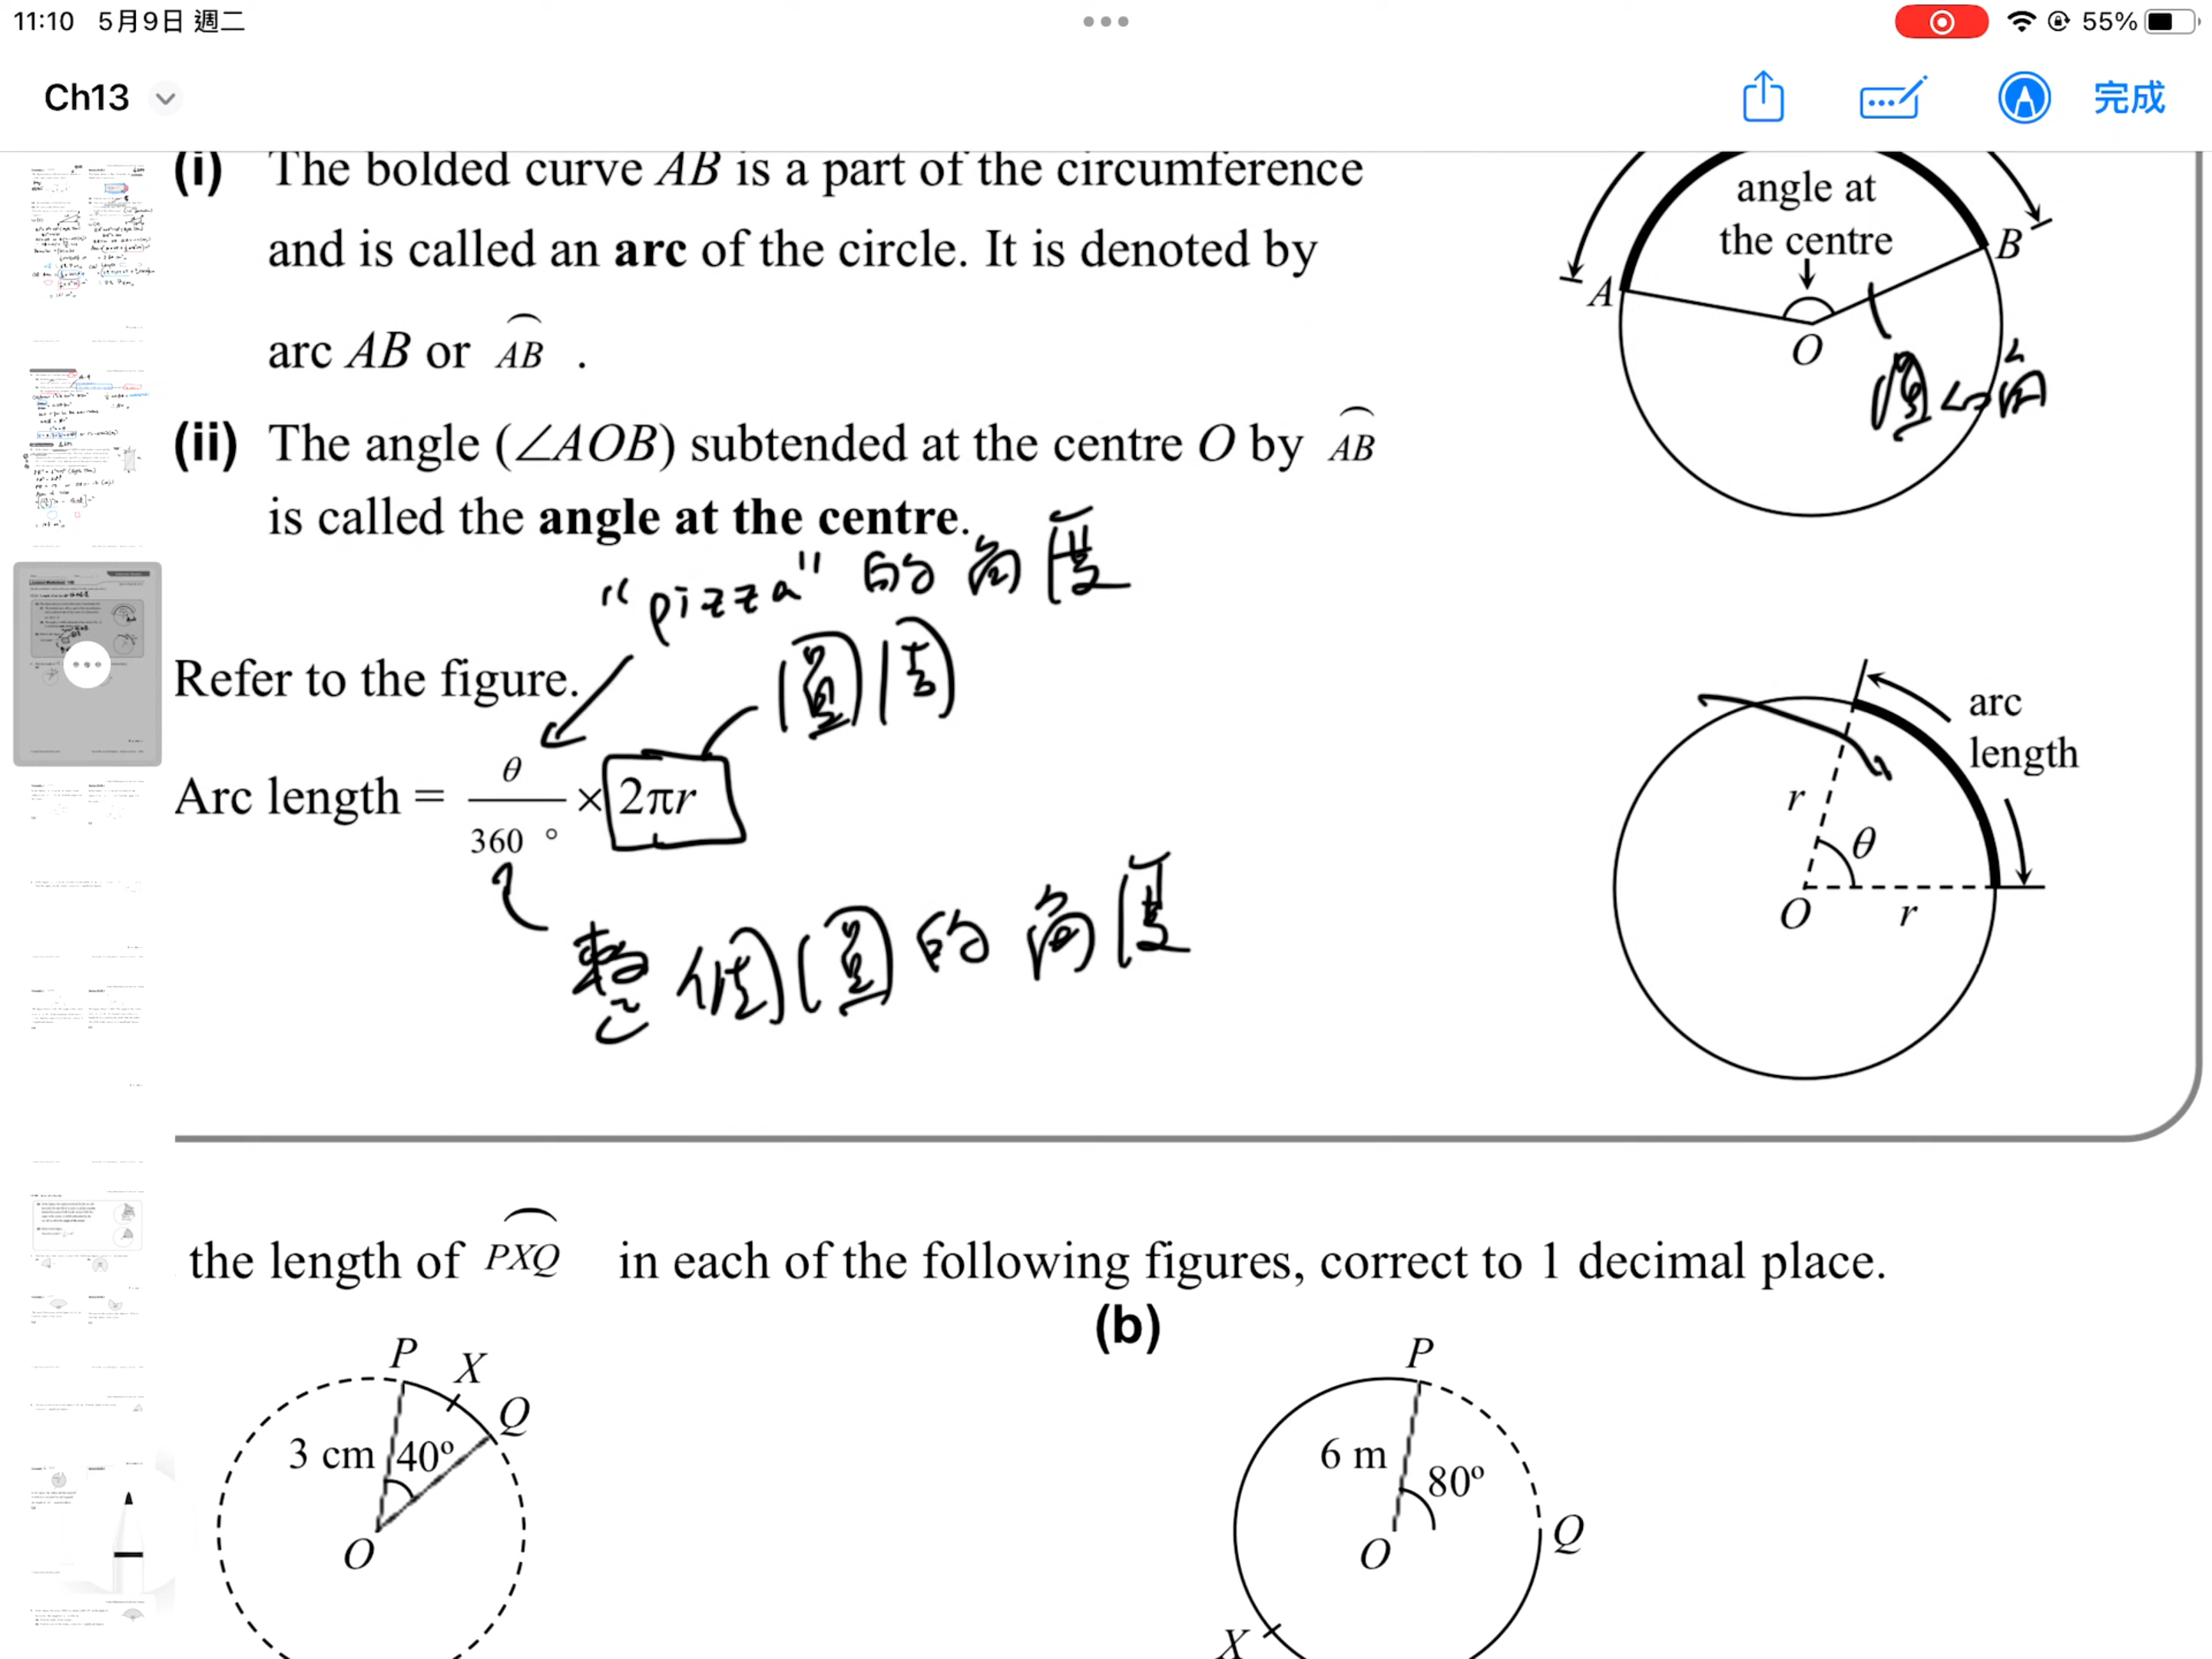 11:10 5月9日 週二
55%
Ch13
完成
(i) The bolded curve AB is a part of the circumference
and is called an arc of the circle. It is denoted by
arc AB or AB .
(ii) The angle (∠AOB) subtended at the centre O by AB
is called the angle at the centre.
angle at
the centre
A
B
O
圓心角
"pizza" 的角度
Refer to the figure.
圓周
Arc length = θ/360° × 2πr
整個圓的角度
arc
length
r
θ
O
r
the length of PXQ in each of the following figures, correct to 1 decimal place.
(b)
P
X
Q
3 cm
40º
O
P
6 m
80º
O
Q
X